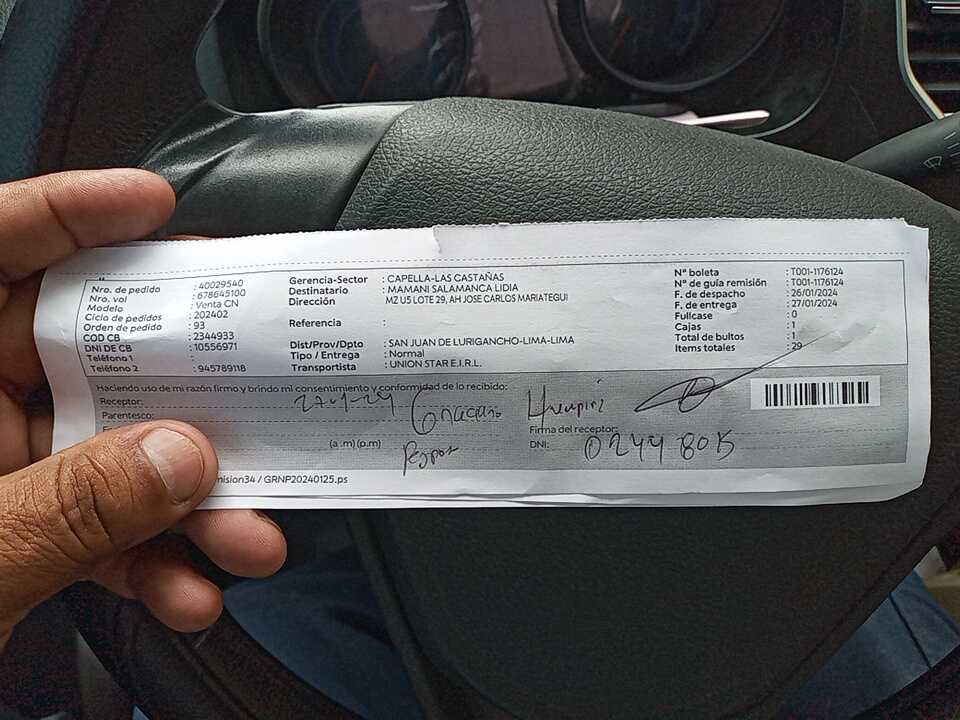 Nro. de pedido : 40029540
Nro. vol : 678645100
Modelo : Venta CN
Ciclo de pedidos : 202402
Orden de pedido : 93
COD CB : 2344933
DNI DE CB : 10556971
Teléfono 1 :
Teléfono 2 : 945789118
Gerencia-Sector : CAPELLA-LAS CASTAÑAS
Destinatario : MAMANI SALAMANCA LIDIA
Dirección : MZ U5 LOTE 29, AH JOSE CARLOS MARIATEGUI
Referencia :
Dist/Prov/Dpto : SAN JUAN DE LURIGANCHO-LIMA-LIMA
Tipo / Entrega : Normal
Transportista : UNION STAR E.I.R.L.
Nº boleta : T001-1176124
Nº de guía remisión : T001-1176124
F. de despacho : 26/01/2024
F. de entrega : 27/01/2024
Fullcase : 0
Cajas : 1
Total de bultos : 1
Items totales : 29
Haciendo uso de mi razón firmo y brindo mi consentimiento y conformidad de lo recibido:
Receptor: 27-1-24
Parentesco:
(a .m) (p.m)
Firma del receptor:
DNI: 02448015
mision34 / GRNP20240125.ps